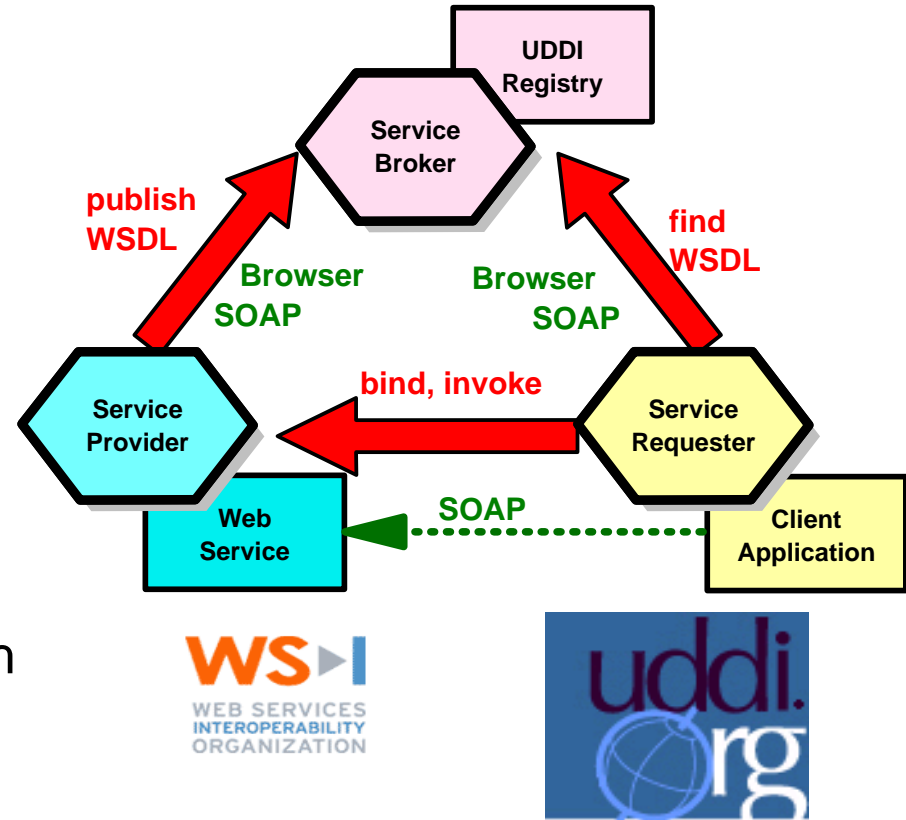 UDDI
Registry
Service
Broker
publish
WSDL
find
WSDL
Browser
SOAP
Browser
SOAP
bind, invoke
Service
Provider
Service
Requester
Web
Service
SOAP
Client
Application
n
WS I
WEB SERVICES
INTEROPERABILITY
ORGANIZATION
uddi.
org